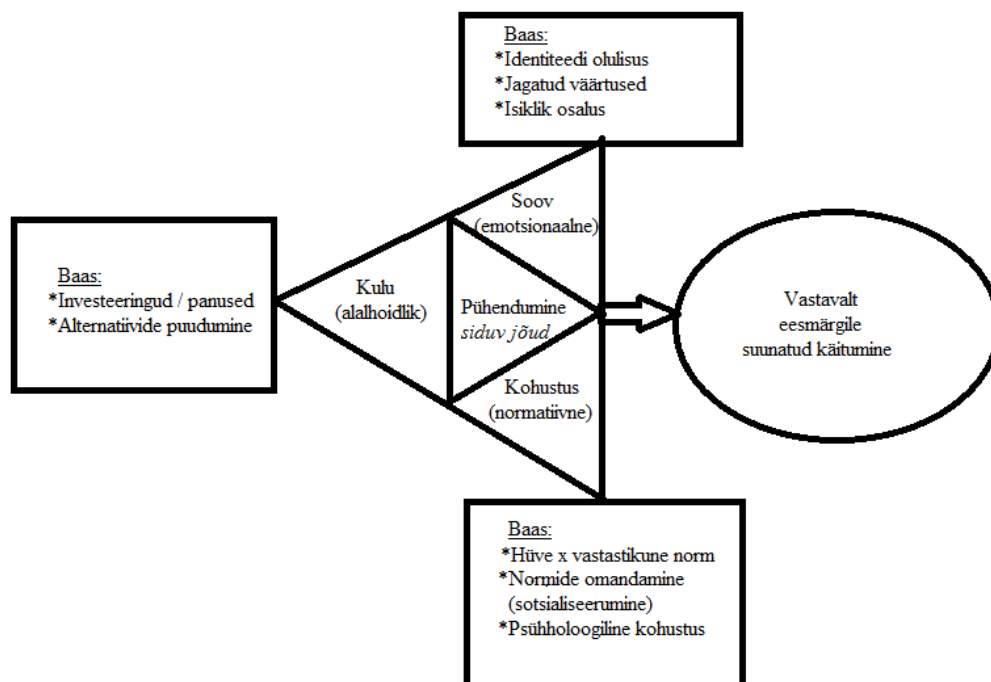 Baas:
*Identiteedi olulisus
*Jagatud väärtused
*Isiklik osalus
Soov
(emotsionaalne)
Baas:
*Investeeringud / panused
*Alternatiivide puudumine
Kulu
(alalhoidlik)
Pühendumine
siduv jõud
Vastavalt
eesmärgile
suunatud käitumine
Kohustus
(normatiivne)
Baas:
*Hüve x vastastikune norm
*Normide omandamine
(sotsialiseerumine)
*Psühholoogiline kohustus